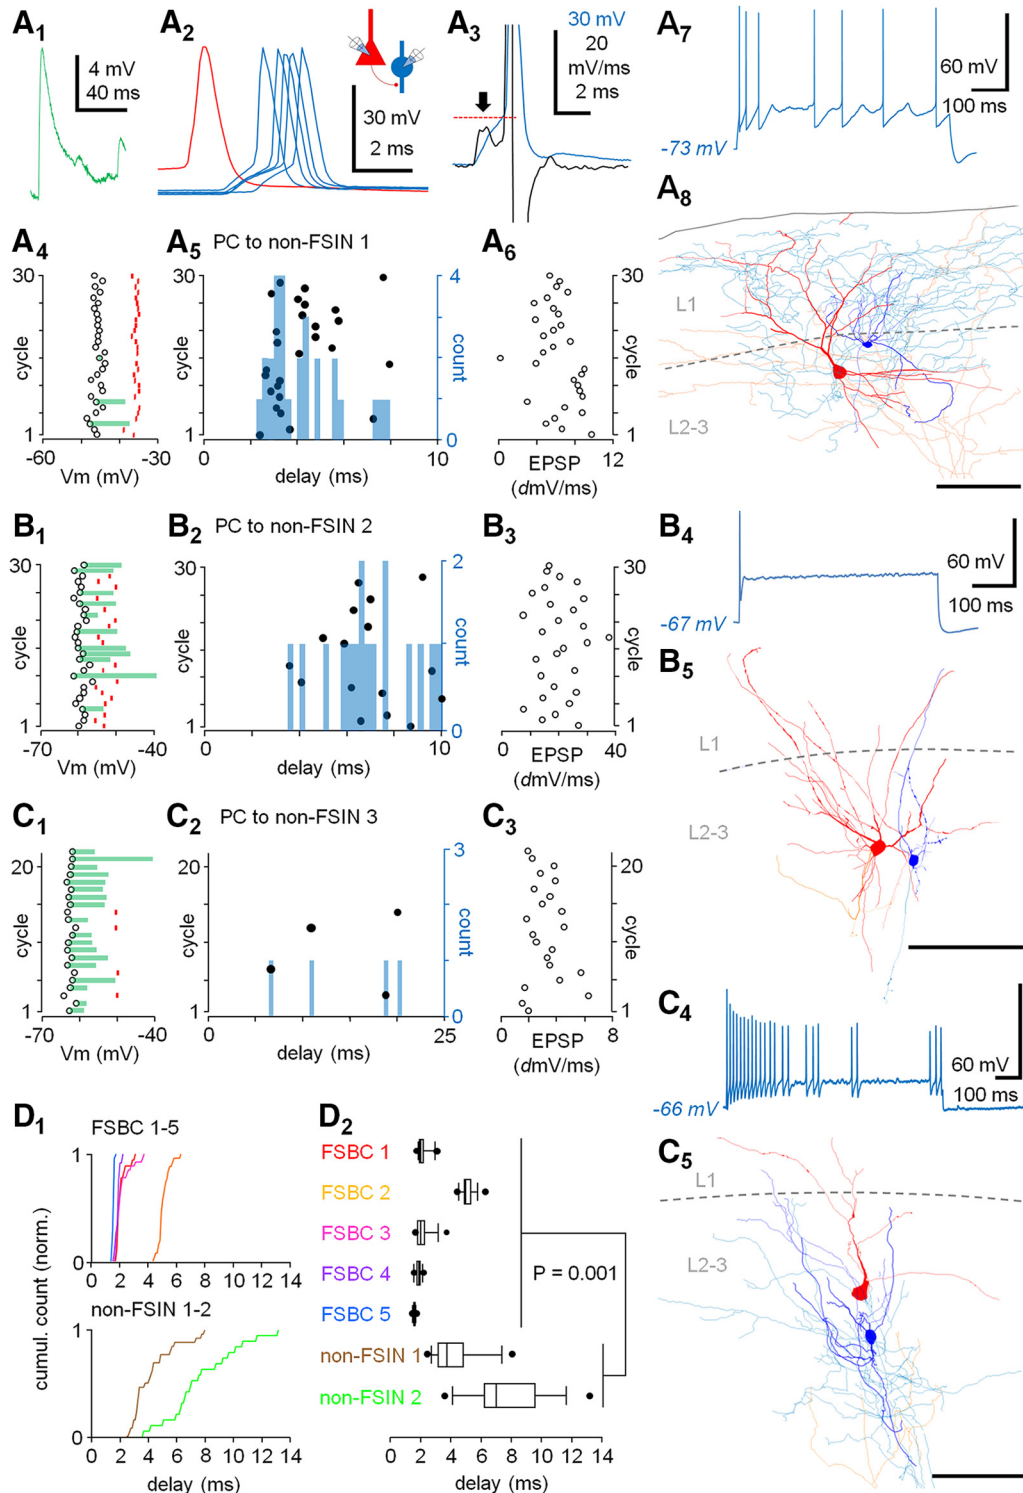 A1
4 mV
40 ms
A2
30 mV
2 ms
A3
30 mV
20
mV/ms
2 ms
A7
60 mV
100 ms
-73 mV
A4
30
cycle
1
-60
-30
Vm (mV)
A5
PC to non-FSIN 1
30
cycle
1
4
2
count
0
0
10
delay (ms)
A6
30
cycle
1
0
12
EPSP
(dmV/ms)
A8
L1
L2-3
B1
30
cycle
1
-70
-40
Vm (mV)
B2
PC to non-FSIN 2
30
cycle
1
2
1
count
0
0
10
delay (ms)
B3
30
cycle
1
0
20
40
EPSP
(dmV/ms)
B4
60 mV
100 ms
-67 mV
B5
L1
L2-3
C1
20
cycle
1
-70
-40
Vm (mV)
C2
PC to non-FSIN 3
20
cycle
1
3
2
count
0
0
25
delay (ms)
C3
20
cycle
1
0
4
8
EPSP
(dmV/ms)
C4
60 mV
100 ms
-66 mV
C5
L1
L2-3
D1
FSBC 1-5
1
0
0 2 4 6 8 10 12 14
non-FSIN 1-2
1
0
0 2 4 6 8 10 12 14
delay (ms)
cumul. count (norm.)
D2
FSBC 1
FSBC 2
FSBC 3
FSBC 4
FSBC 5
non-FSIN 1
non-FSIN 2
P = 0.001
0 2 4 6 8 10 12 14
delay (ms)